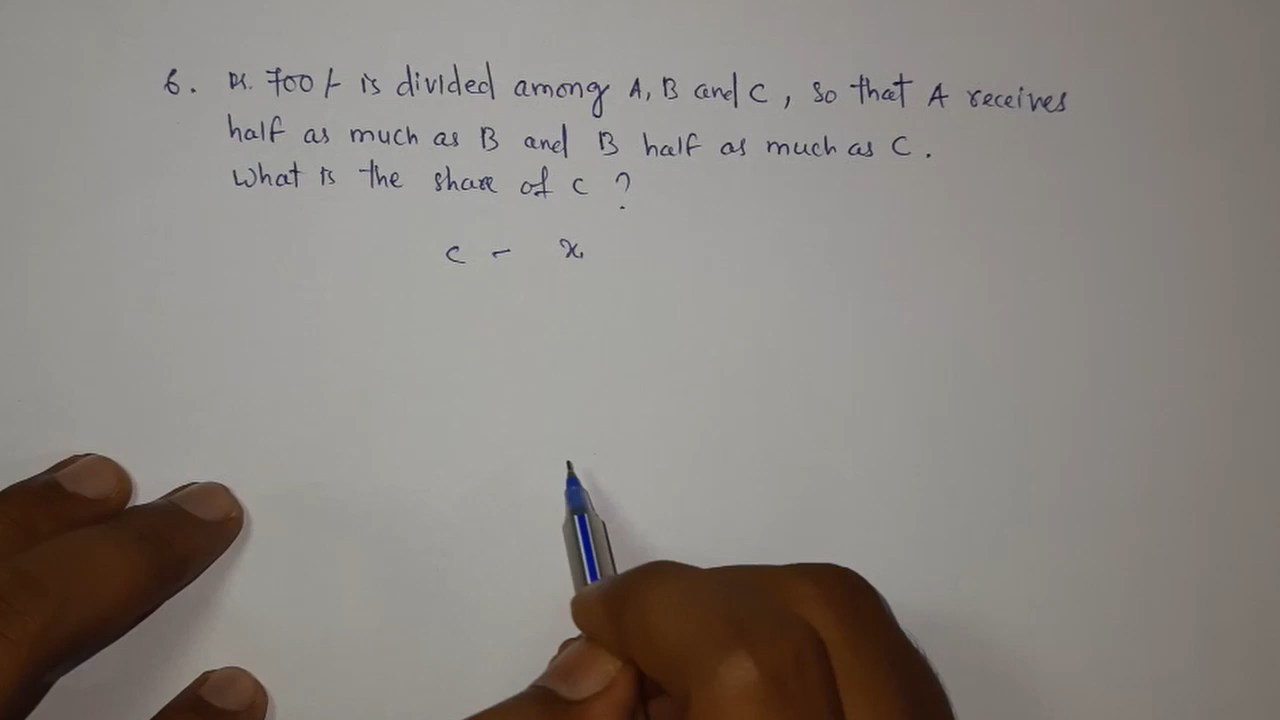 6. Rs. 700/- is divided among A, B and C, so that A receives
half as much as B and B half as much as C.
What is the share of C ?
C - x